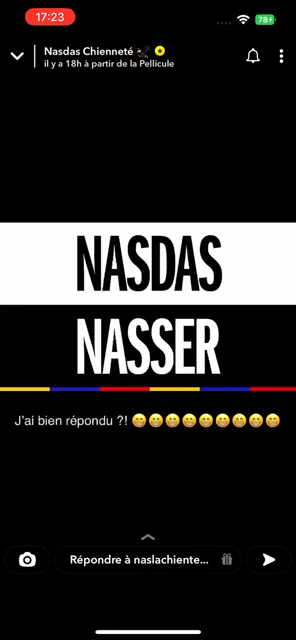 17:23
78
Nasdas Chienneté
il y a 18h à partir de la Pellicule
NASDAS
NASSER
J'ai bien répondu ?! 😁😁😁😁😁😁😁😁😁
Répondre à naslachiente...